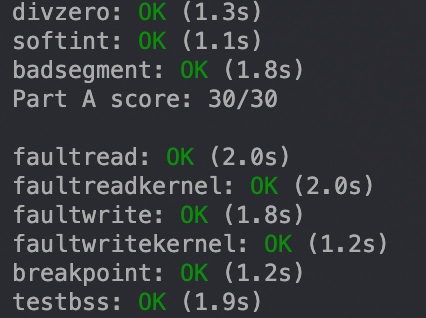 divzero: OK (1.3s)
softint: OK (1.1s)
badsegment: OK (1.8s)
Part A score: 30/30
faultread: OK (2.0s)
faultreadkernel: OK (2.0s)
faultwrite: OK (1.8s)
faultwritekernel: OK (1.2s)
breakpoint: OK (1.2s)
testbss: OK (1.9s)